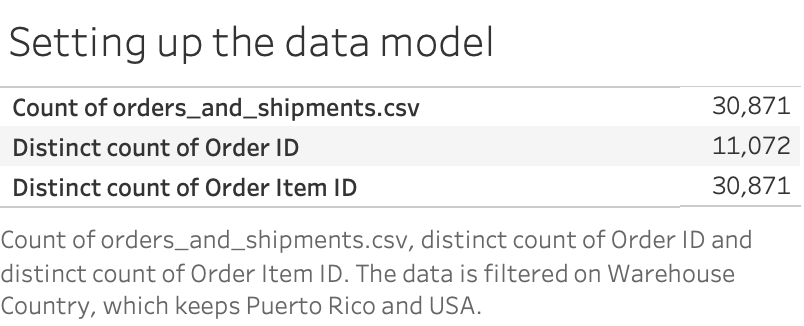 Setting up the data model
Count of orders_and_shipments.csv 30,871
Distinct count of Order ID 11,072
Distinct count of Order Item ID 30,871
Count of orders_and_shipments.csv, distinct count of Order ID and
distinct count of Order Item ID. The data is filtered on Warehouse
Country, which keeps Puerto Rico and USA.